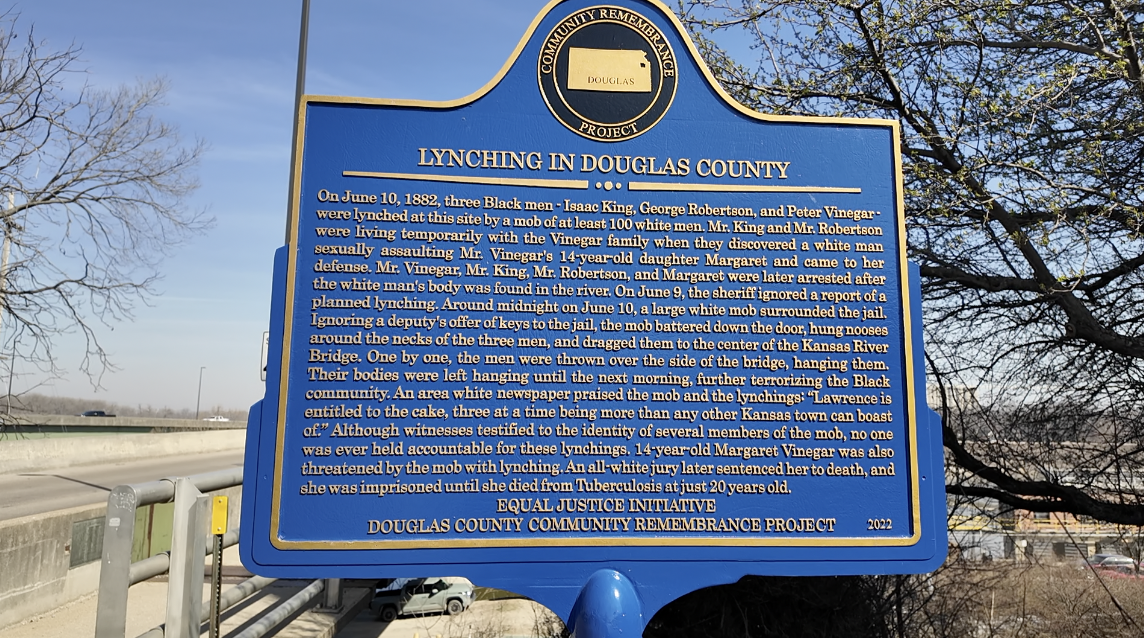 COMMUNITY REMEMBRANCE
DOUGLAS
PROJECT
LYNCHING IN DOUGLAS COUNTY
On June 10, 1882, three Black men - Isaac King, George Robertson, and Peter Vinegar -
were lynched at this site by a mob of at least 100 white men. Mr. King and Mr. Robertson
were living temporarily with the Vinegar family when they discovered a white man
sexually assaulting Mr. Vinegar's 14-year-old daughter Margaret and came to her
defense. Mr. Vinegar, Mr. King, Mr. Robertson, and Margaret were later arrested after
the white man's body was found in the river. On June 9, the sheriff ignored a report of a
planned lynching. Around midnight on June 10, a large white mob surrounded the jail.
Ignoring a deputy's offer of keys to the jail, the mob battered down the door, hung nooses
around the necks of the three men, and dragged them to the center of the Kansas River
Bridge. One by one, the men were thrown over the side of the bridge, hanging them.
Their bodies were left hanging until the next morning, further terrorizing the Black
community. An area white newspaper praised the mob and the lynchings: “Lawrence is
entitled to the cake, three at a time being more than any other Kansas town can boast
of.” Although witnesses testified to the identity of several members of the mob, no one
was ever held accountable for these lynchings. 14-year-old Margaret Vinegar was also
threatened by the mob with lynching. An all-white jury later sentenced her to death, and
she was imprisoned until she died from Tuberculosis at just 20 years old.
EQUAL JUSTICE INITIATIVE
DOUGLAS COUNTY COMMUNITY REMEMBRANCE PROJECT 2022